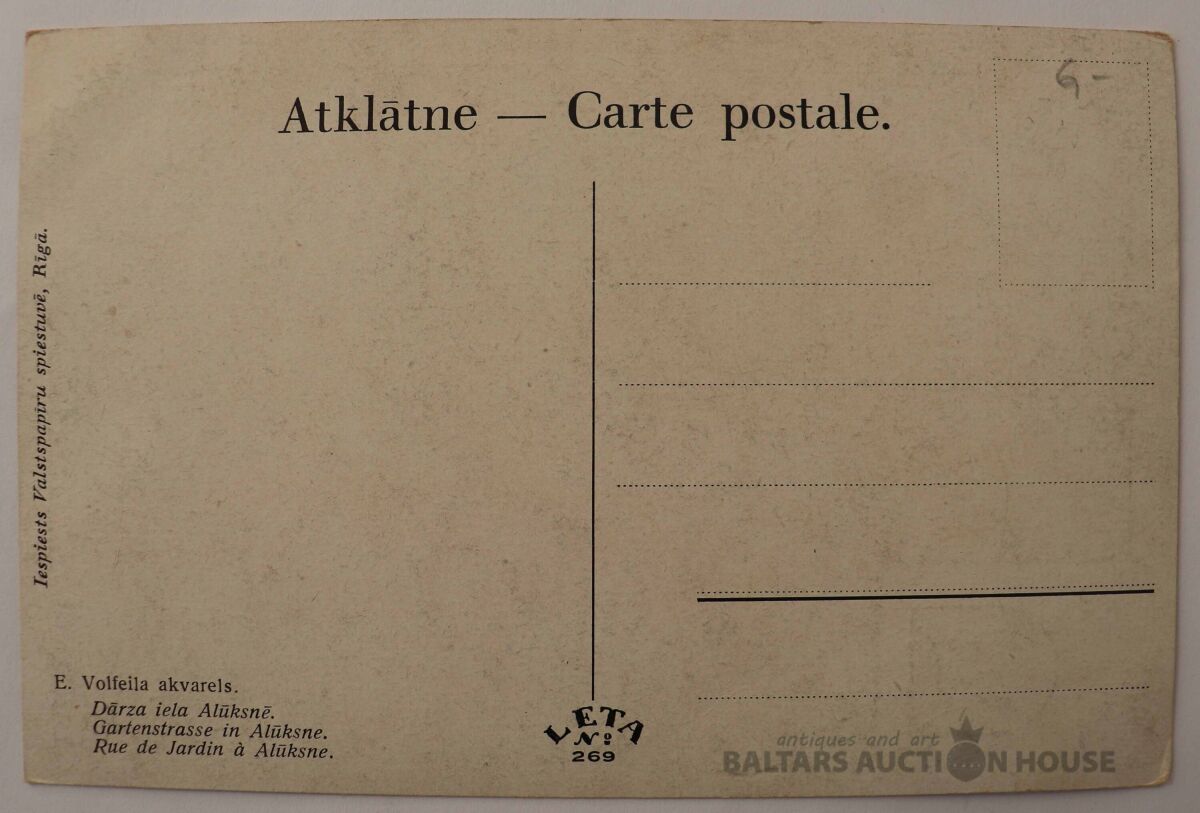 Atklātne — Carte postale.
G-
Iespiests Valstspapīru spiestuvē, Rīgā.
E. Volfeila akvarels.
Dārza iela Alūksnē.
Gartenstrasse in Alūksne.
Rue de Jardin à Alūksne.
LETA
№
269
antiques and art
BALTARS AUCTION HOUSE